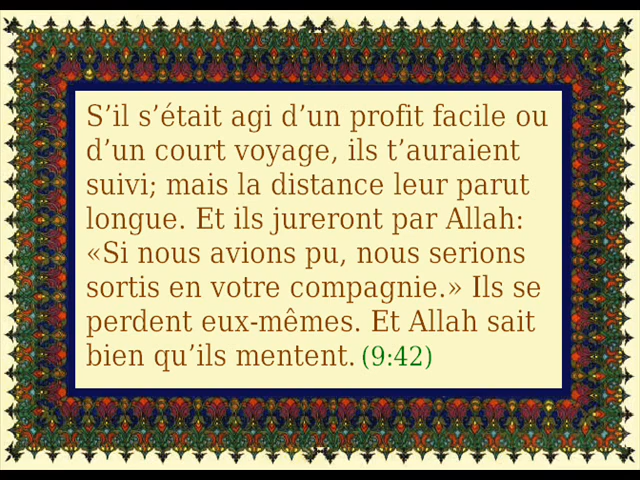 S’il s’était agi d’un profit facile ou
d’un court voyage, ils t’auraient
suivi; mais la distance leur parut
longue. Et ils jureront par Allah:
«Si nous avions pu, nous serions
sortis en votre compagnie.» Ils se
perdent eux-mêmes. Et Allah sait
bien qu’ils mentent. (9:42)